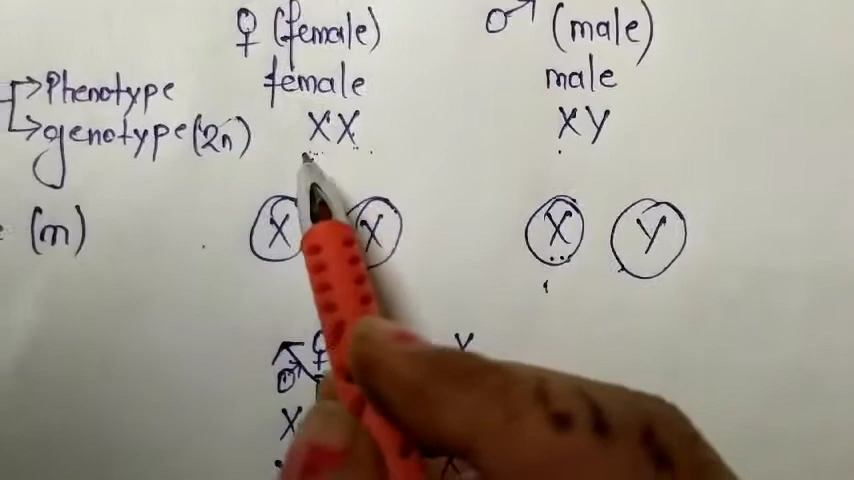 ♀ (female) ♂ (male)
Phenotype female male
genotype (2n) XX XY
(n) X X X Y
♀ X
♂
X
X